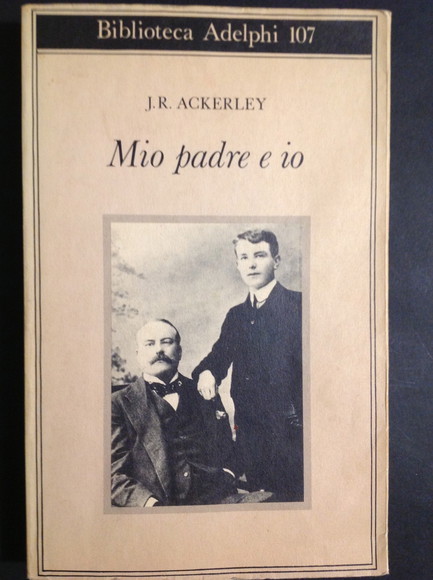 Biblioteca Adelphi 107
J.R. ACKERLEY
Mio padre e io